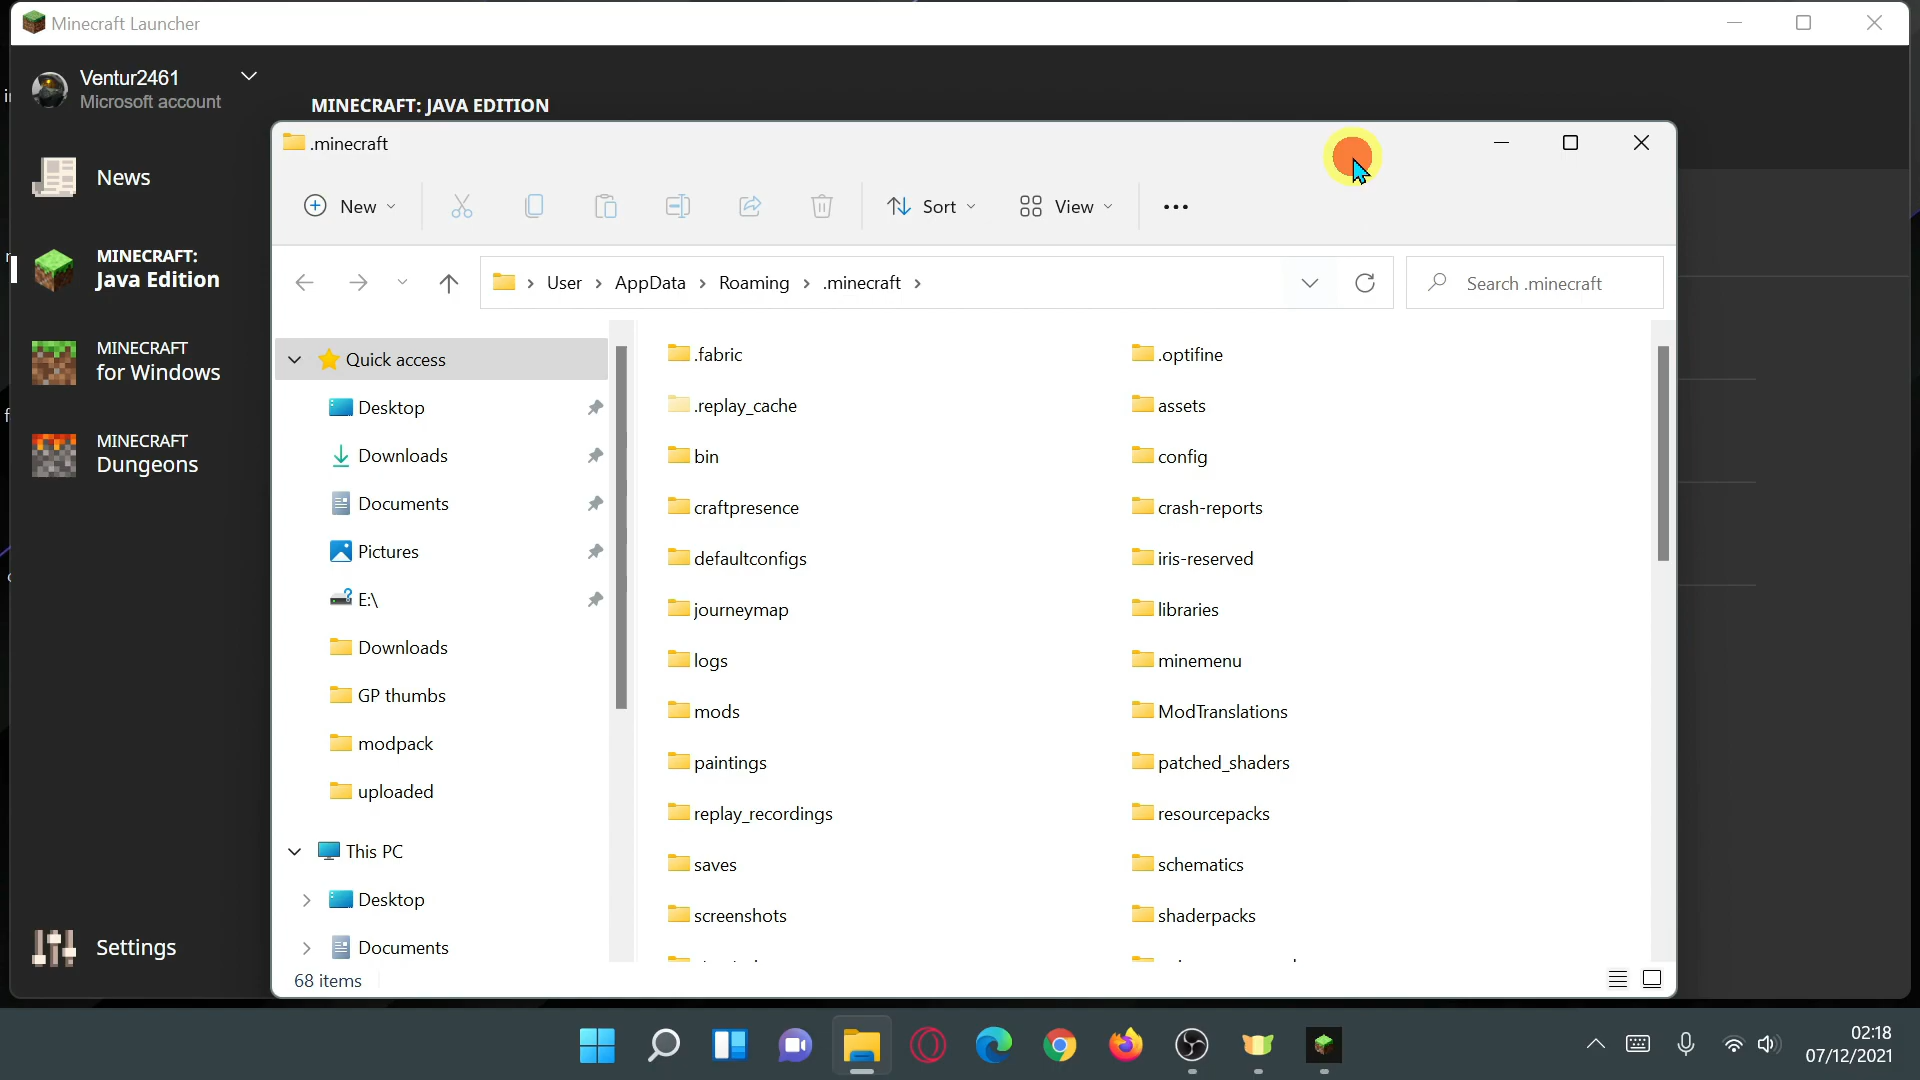 Minecraft Launcher
Ventur2461
Microsoft account
MINECRAFT: JAVA EDITION
News
MINECRAFT:
Java Edition
MINECRAFT
for Windows
MINECRAFT
Dungeons
Settings
.minecraft
New
Sort
View
User
AppData
Roaming
.minecraft
Search .minecraft
Quick access
Desktop
Downloads
Documents
Pictures
E:\
Downloads
GP thumbs
modpack
uploaded
This PC
Desktop
Documents
.fabric
.optifine
.replay_cache
assets
bin
config
craftpresence
crash-reports
defaultconfigs
iris-reserved
journeymap
libraries
logs
minemenu
mods
ModTranslations
paintings
patched_shaders
replay_recordings
resourcepacks
saves
schematics
screenshots
shaderpacks
68 items
02:18
07/12/2021